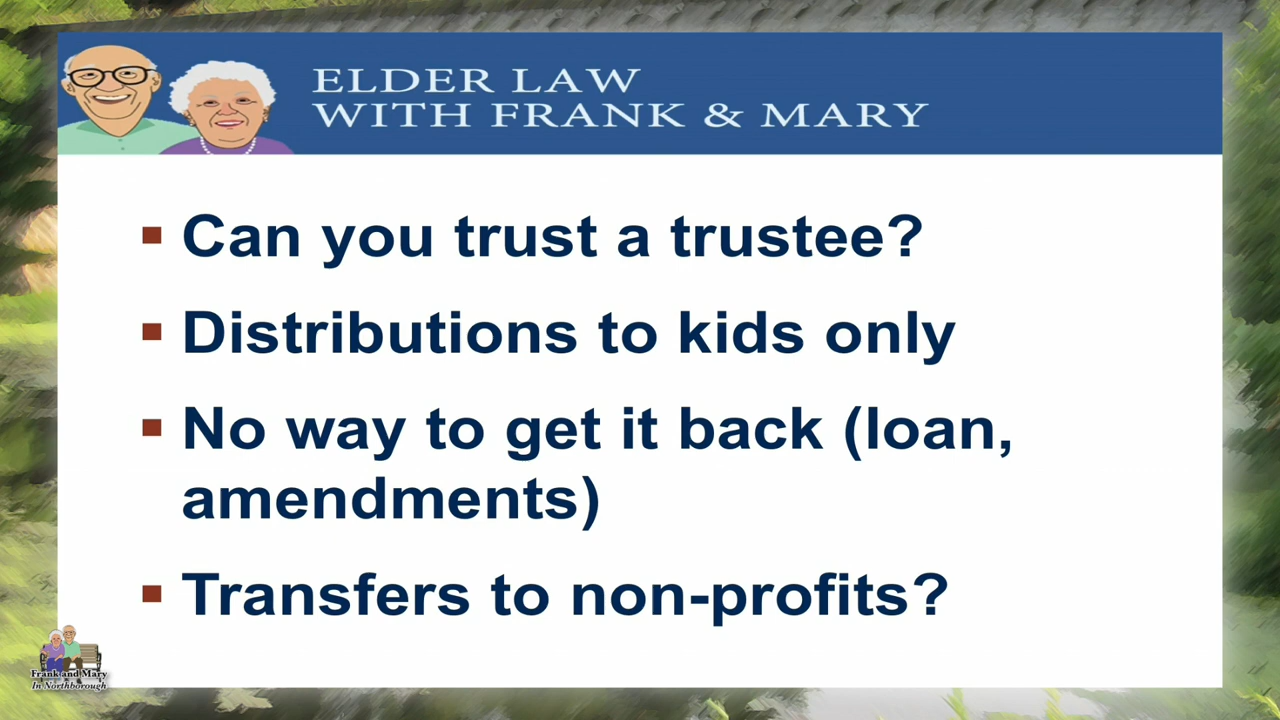 ELDER LAW
WITH FRANK & MARY
▪ Can you trust a trustee?
▪ Distributions to kids only
▪ No way to get it back (loan,
amendments)
▪ Transfers to non-profits?
Frank and Mary
In Northborough